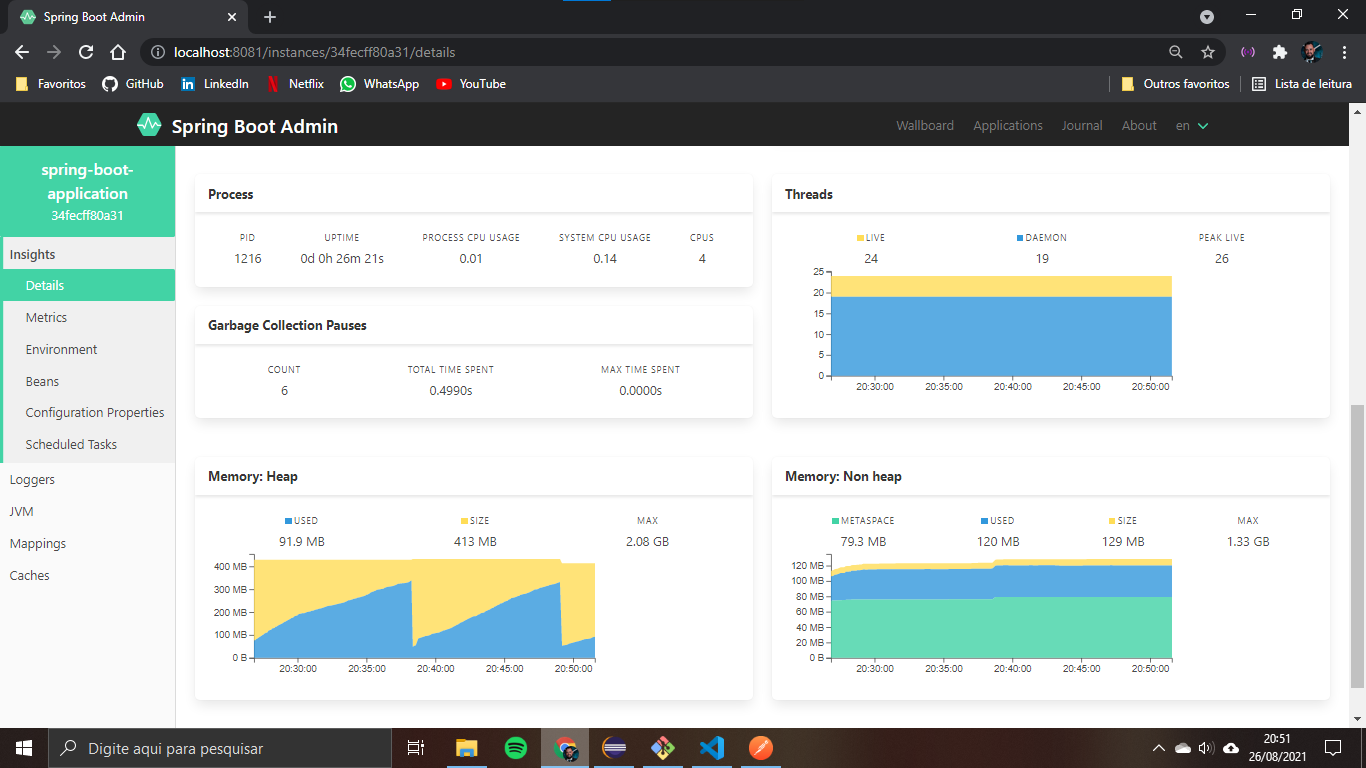 Spring Boot Admin
localhost:8081/instances/34fecff80a31/details
Favoritos GitHub LinkedIn Netflix WhatsApp YouTube Outros favoritos Lista de leitura
Spring Boot Admin Wallboard Applications Journal About en
spring-boot-
application
34fecff80a31
Insights
Details
Metrics
Environment
Beans
Configuration Properties
Scheduled Tasks
Loggers
JVM
Mappings
Caches
Process
PID UPTIME PROCESS CPU USAGE SYSTEM CPU USAGE CPUS
1216 0d 0h 26m 21s 0.01 0.14 4
Garbage Collection Pauses
COUNT TOTAL TIME SPENT MAX TIME SPENT
6 0.4990s 0.0000s
Threads
LIVE DAEMON PEAK LIVE
24 19 26
25
20
15
10
5
0
20:30:00 20:35:00 20:40:00 20:45:00 20:50:00
Memory: Heap
USED SIZE MAX
91.9 MB 413 MB 2.08 GB
400 MB
300 MB
200 MB
100 MB
0 B
20:30:00 20:35:00 20:40:00 20:45:00 20:50:00
Memory: Non heap
METASPACE USED SIZE MAX
79.3 MB 120 MB 129 MB 1.33 GB
120 MB
100 MB
80 MB
60 MB
40 MB
20 MB
0 B
20:30:00 20:35:00 20:40:00 20:45:00 20:50:00
Digite aqui para pesquisar
20:51
26/08/2021